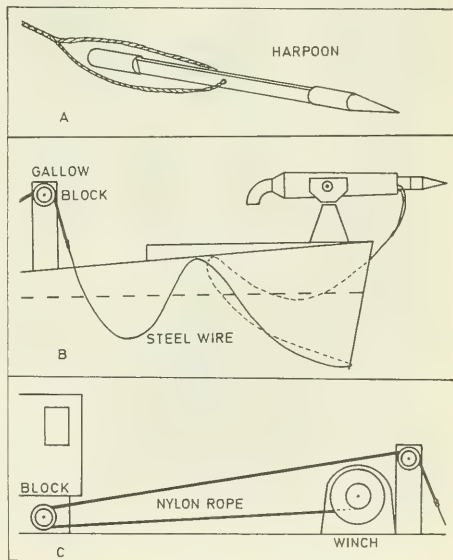 HARPOON
A
GALLOW
BLOCK
STEEL WIRE
B
BLOCK
NYLON ROPE
WINCH
C